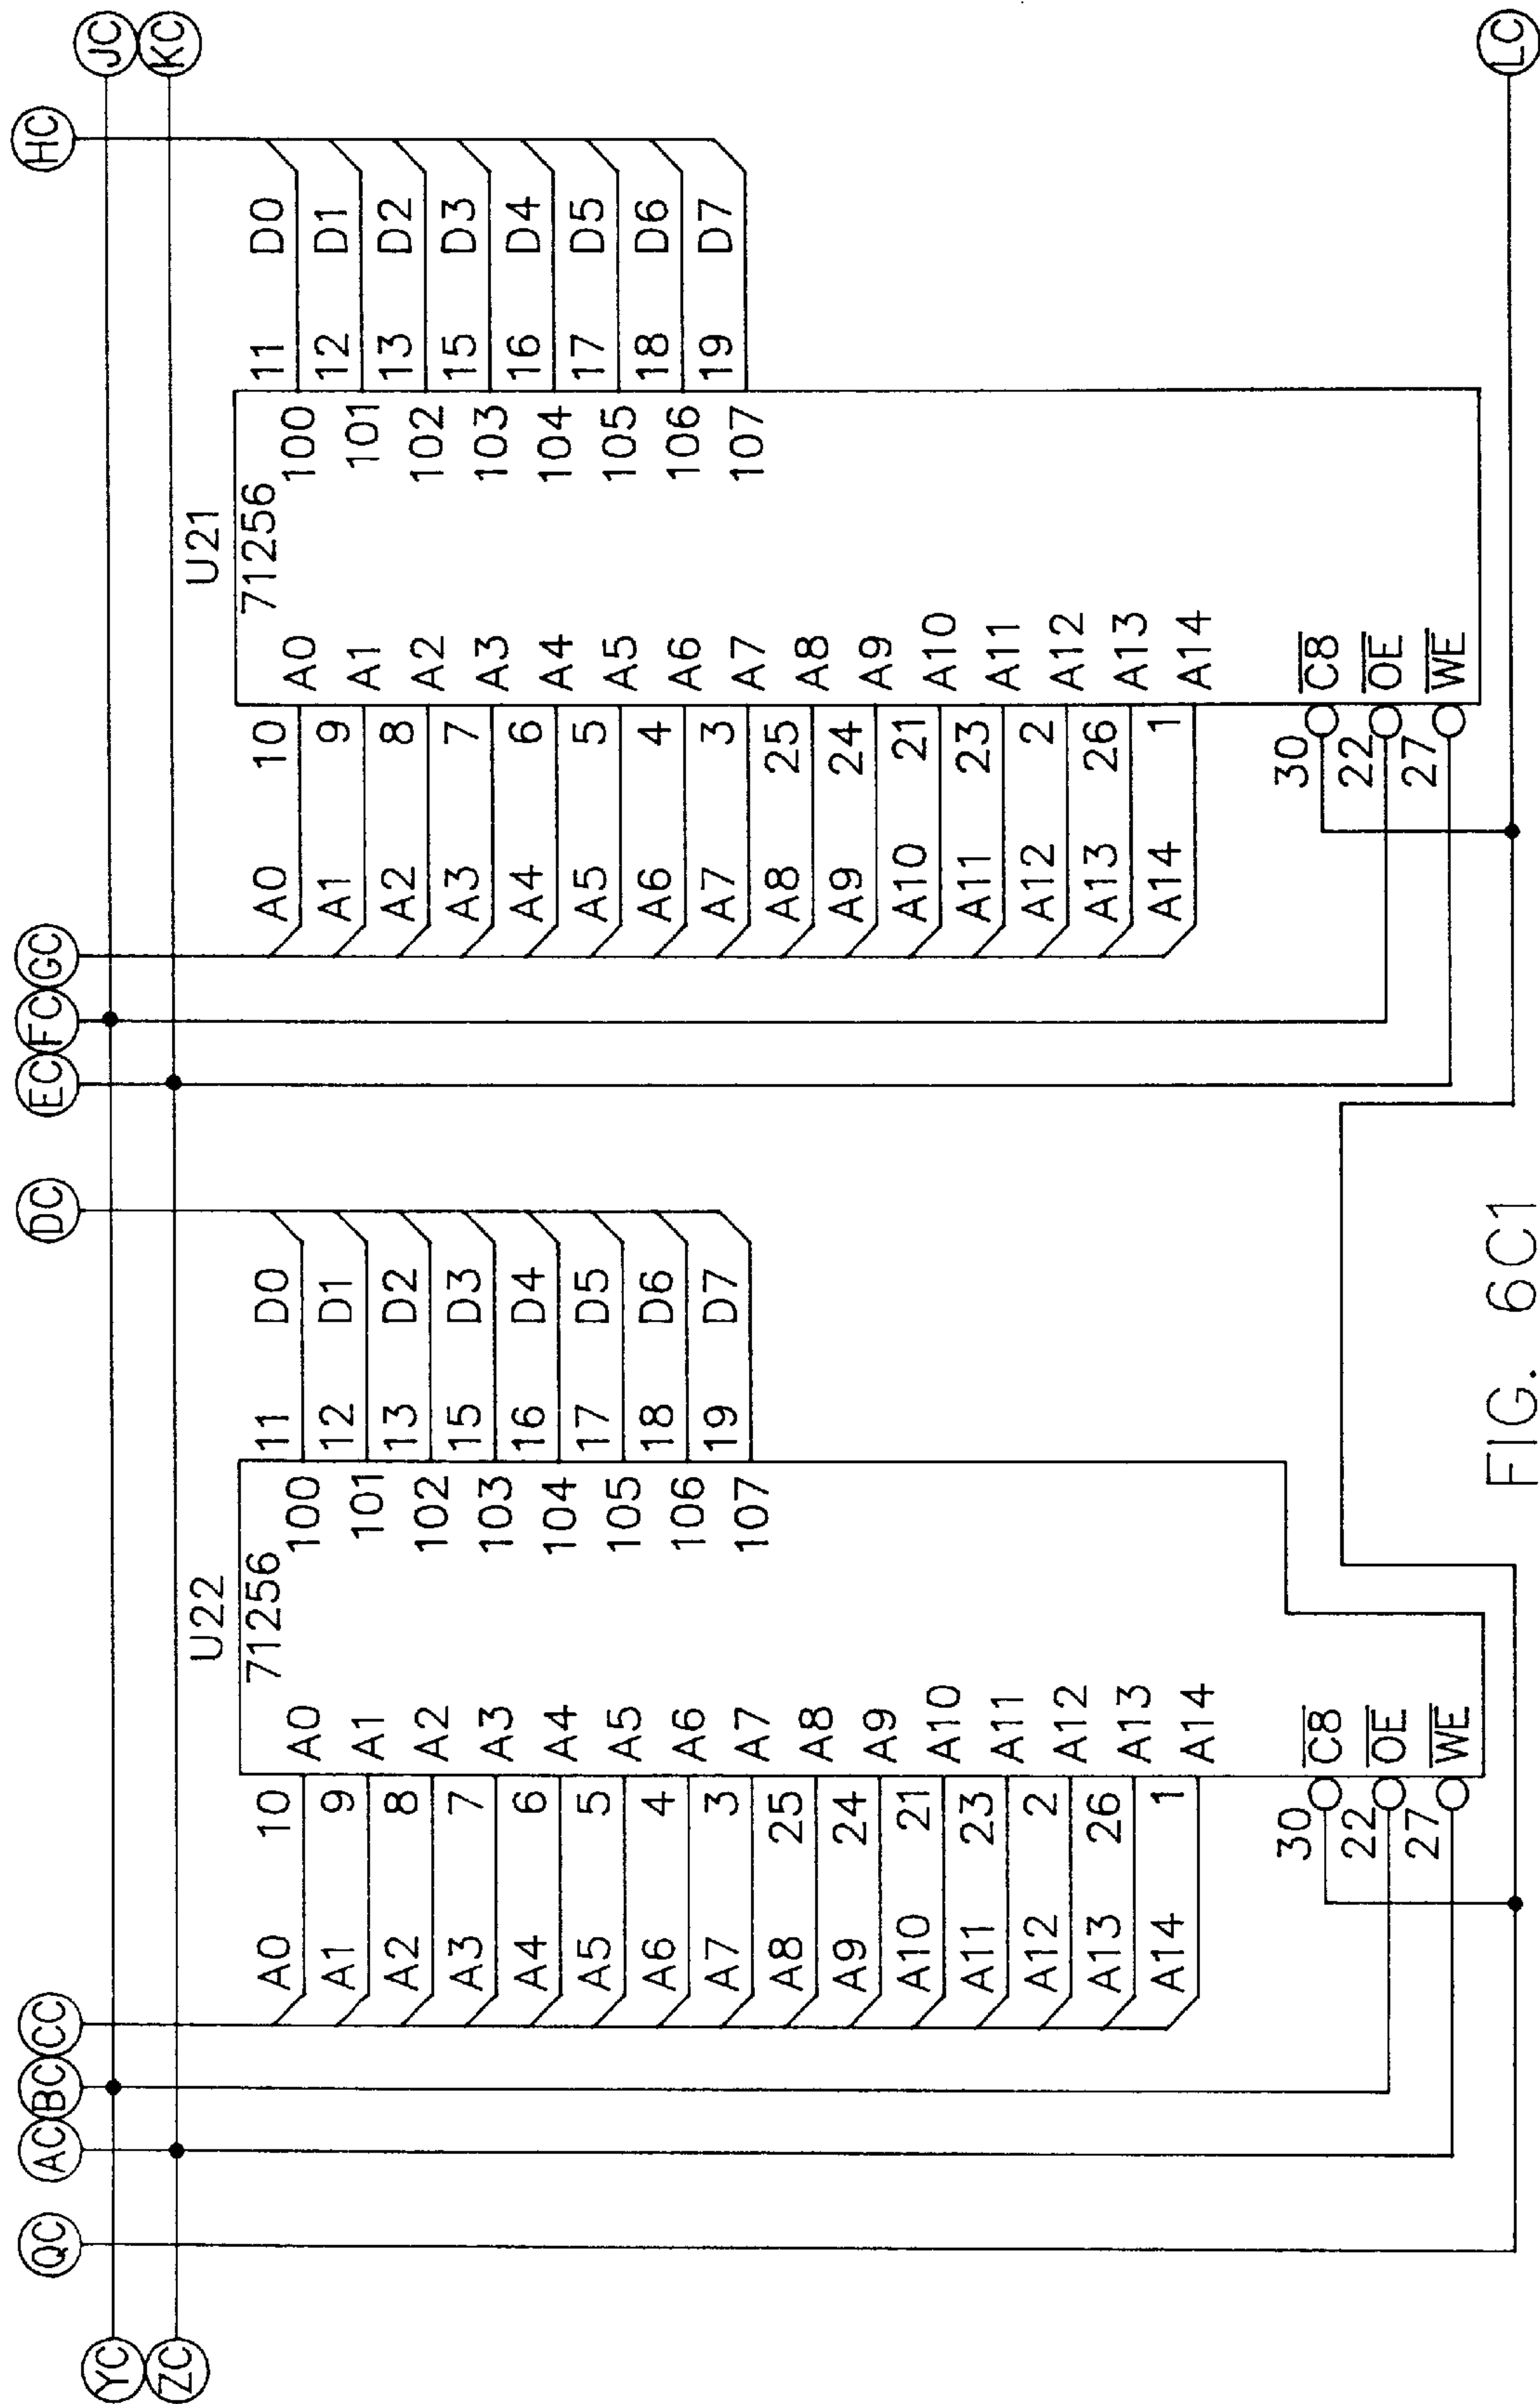 QC AC BC CC DC EC FC GC HC
YC JC
ZC KC
U22 U21
71256 71256
A0 10 A0 100 11 D0 A0 10 A0 100 11 D0
A1 9 A1 101 12 D1 A1 9 A1 101 12 D1
A2 8 A2 102 13 D2 A2 8 A2 102 13 D2
A3 7 A3 103 15 D3 A3 7 A3 103 15 D3
A4 6 A4 104 16 D4 A4 6 A4 104 16 D4
A5 5 A5 105 17 D5 A5 5 A5 105 17 D5
A6 4 A6 106 18 D6 A6 4 A6 106 18 D6
A7 3 A7 107 19 D7 A7 3 A7 107 19 D7
A8 25 A8 A8 25 A8
A9 24 A9 A9 24 A9
A10 21 A10 A10 21 A10
A11 23 A11 A11 23 A11
A12 2 A12 A12 2 A12
A13 26 A13 A13 26 A13
A14 1 A14 A14 1 A14
30 C8 30 C8
22 OE 22 OE
27 WE 27 WE
LC
FIG. 6C1